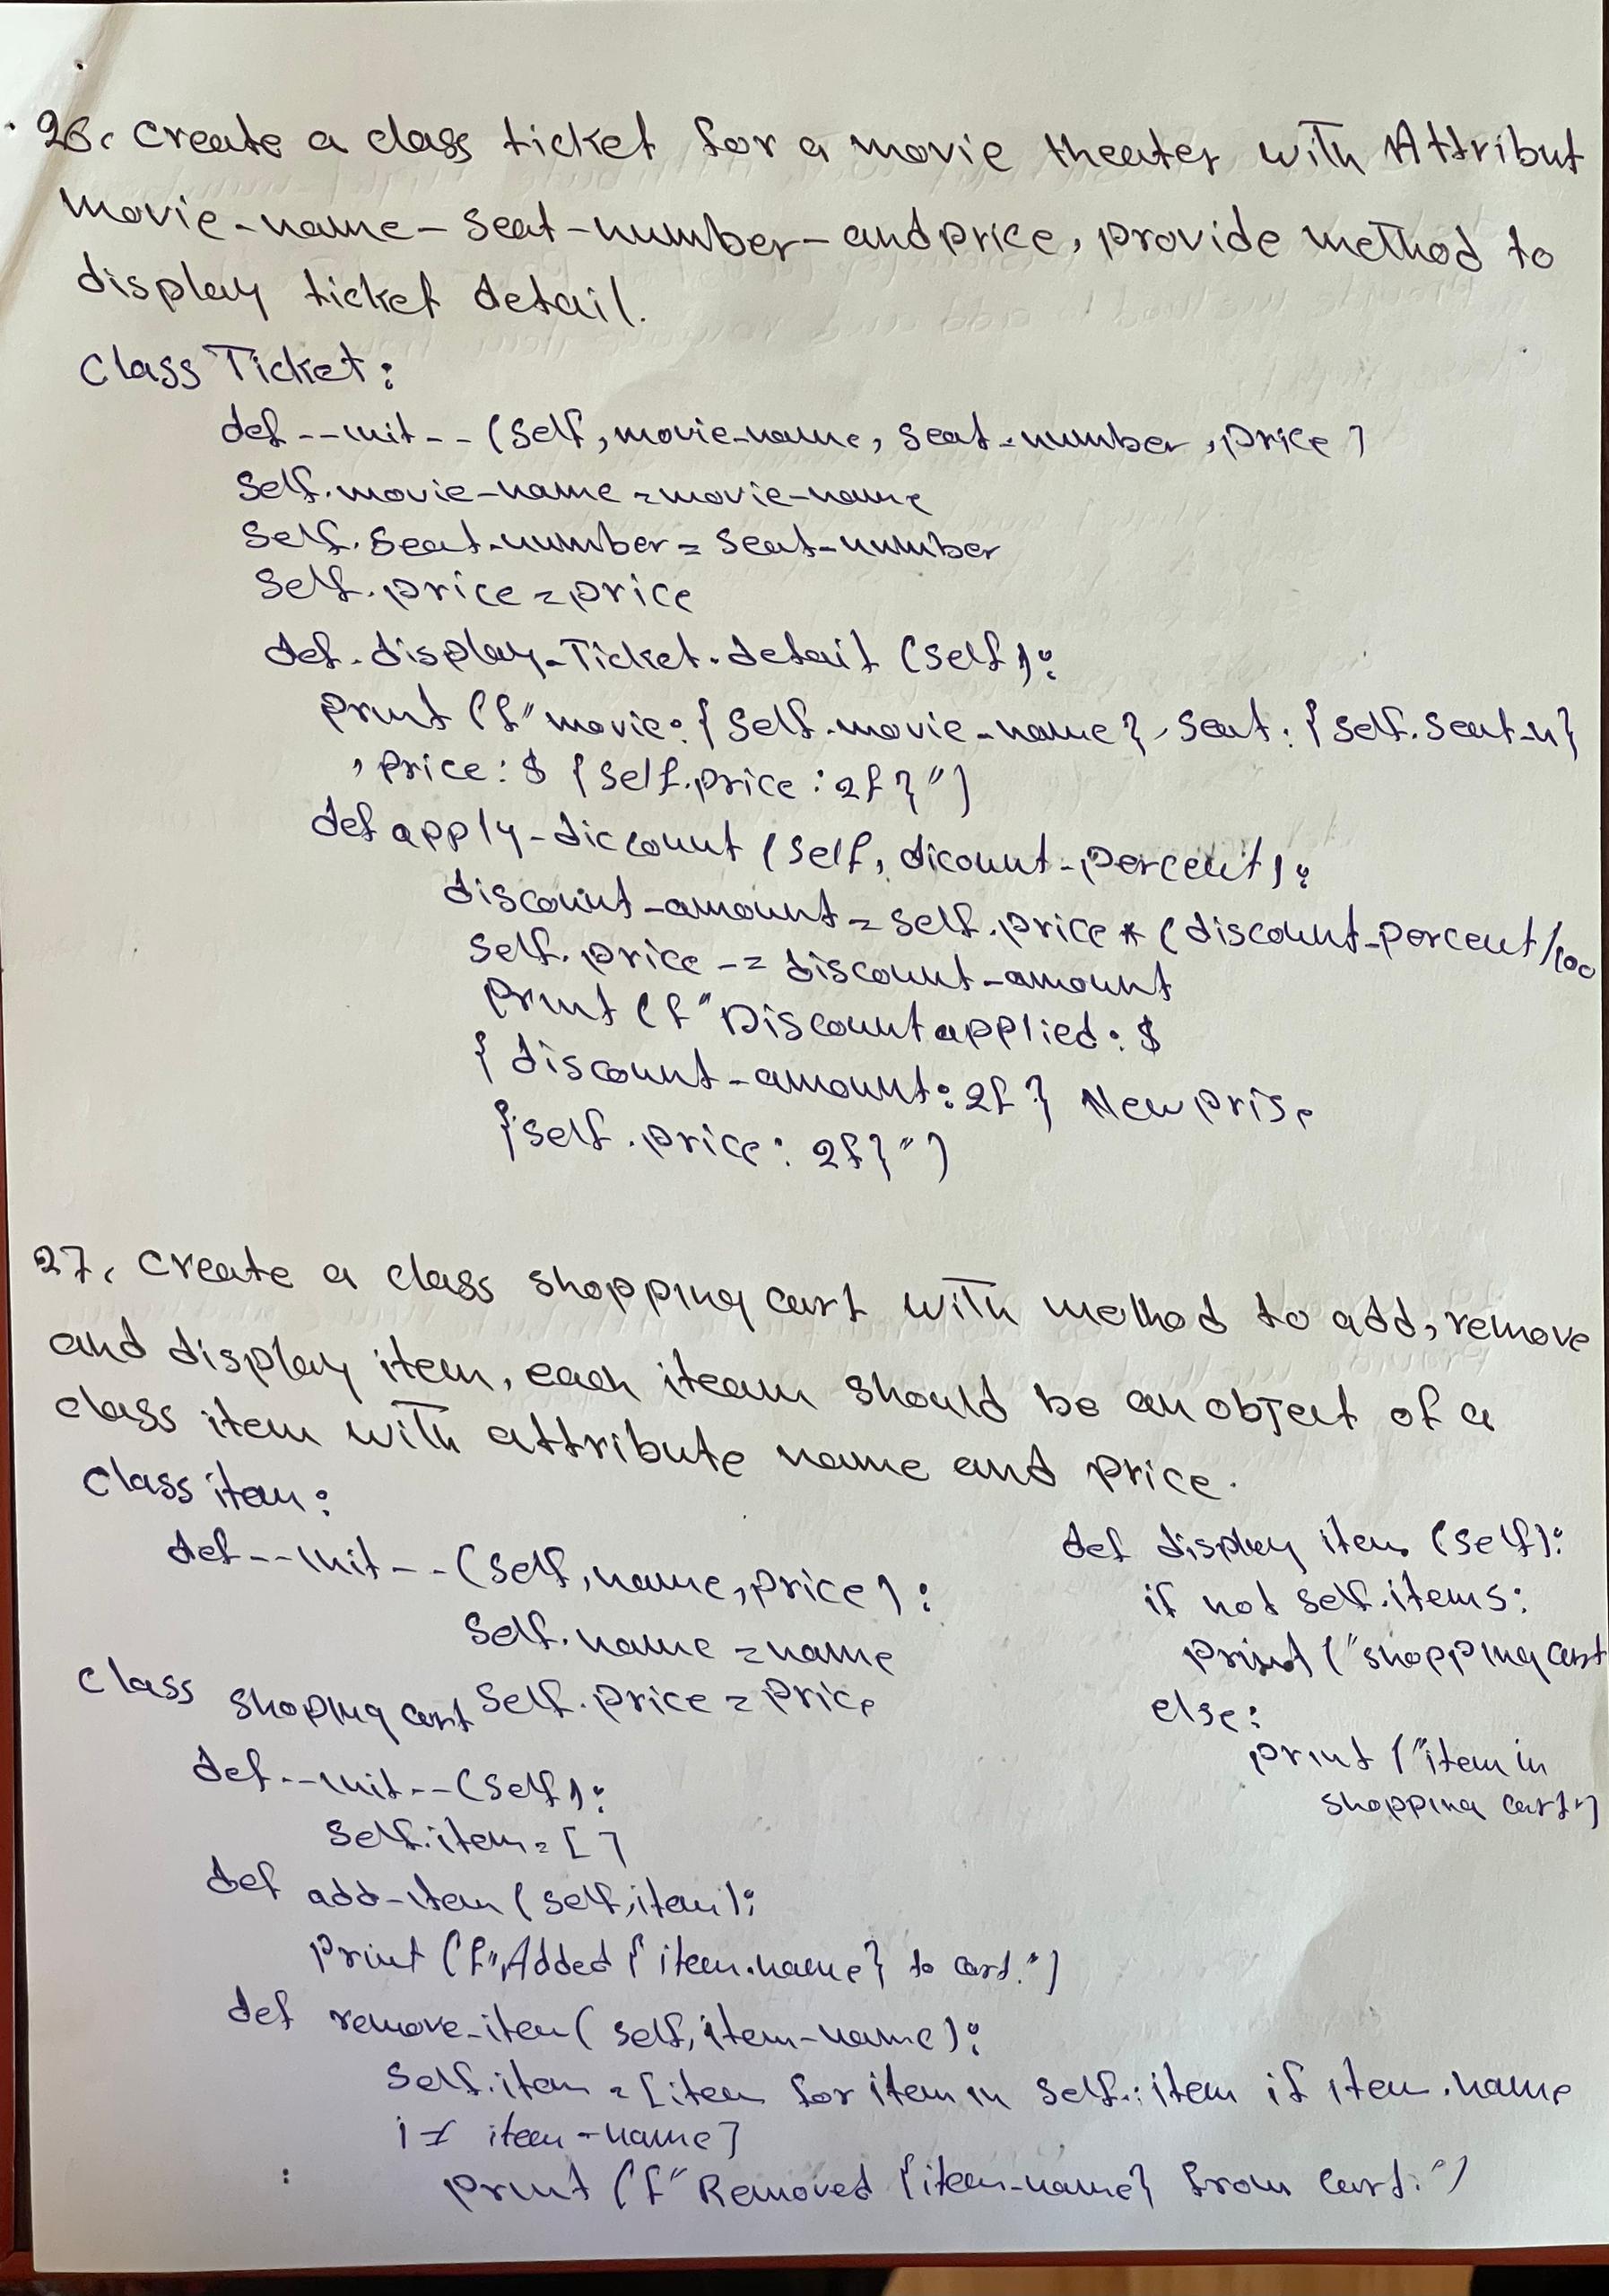 26. Create a class ticket for a movie theater with Attribut
movie-name-seat-number-and price, provide method to
display ticket detail.
Class Ticket:
def --init-- (self, movie-name, seat-number, price)
self.movie-name = movie-name
self.seat-number = seat-number
self.price = price
def.display-Ticket.detail (self):
print (f" movie: {self.movie-name}, seat: {self.seat-n}
, price: $ {self.price: 2f}")
def apply-diccount (self, dicount-percent):
discount-amount = self.price * (discount-percent/100
self.price -= discount-amount
print (f" Discount applied: $
{discount-amount: 2f} New prise
{self.price: 2f}")
27. Create a class shopping cart with method to add, remove
and display item, each iteam should be an object of a
class item with attribute name and price.
Class item:
def --init-- (self, name, price):
self.name = name
self.price = price
class shoping cart
def --init-- (self):
self.item = [ ]
def add-item (self, item):
print (f" Added {item.name} to cart.")
def remove-item (self, item-name):
self.item = [item for item in self.item if item.name
!= item-name]
print (f" Removed {item-name} from cart.")
def display item (self):
if not self.items:
print ("shopping cart
else:
print ("item in
shopping cart")